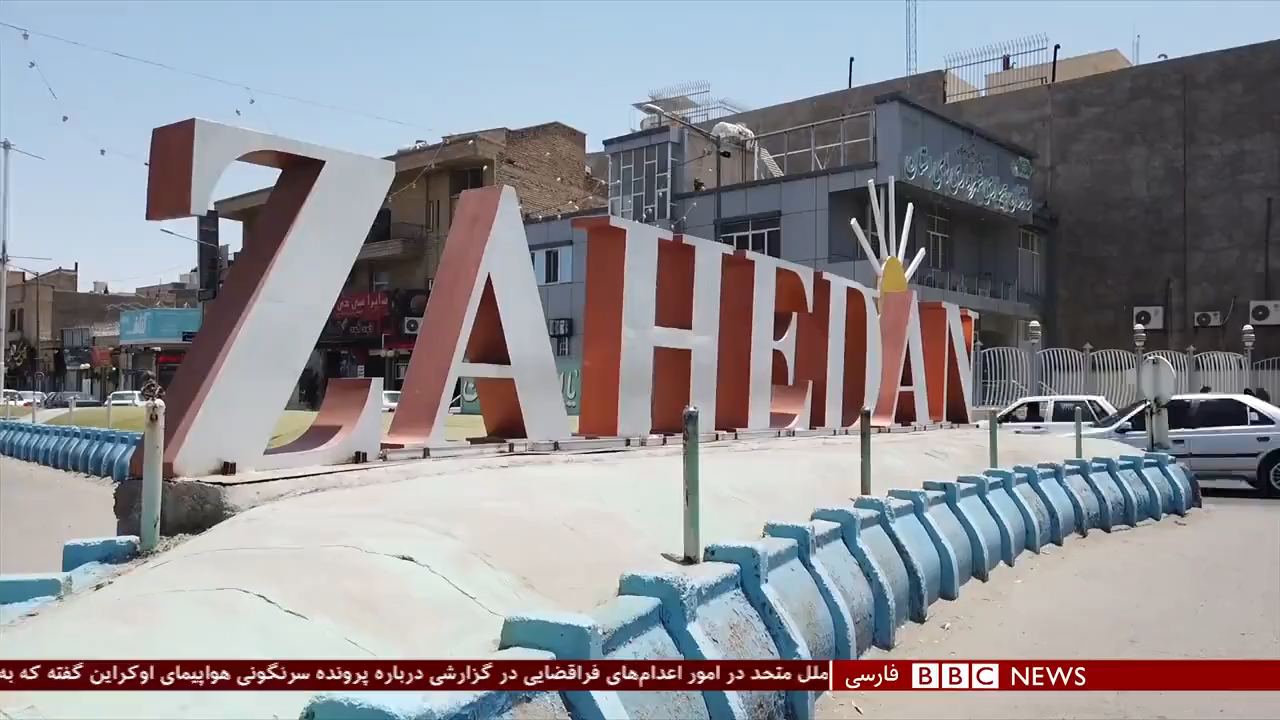 ZAHEDAN
ملل متحد در امور اعدام‌های فراقضایی در گزارشی درباره پرونده سرنگونی هواپیمای اوکراین گفته که به
BBC NEWS فارسی